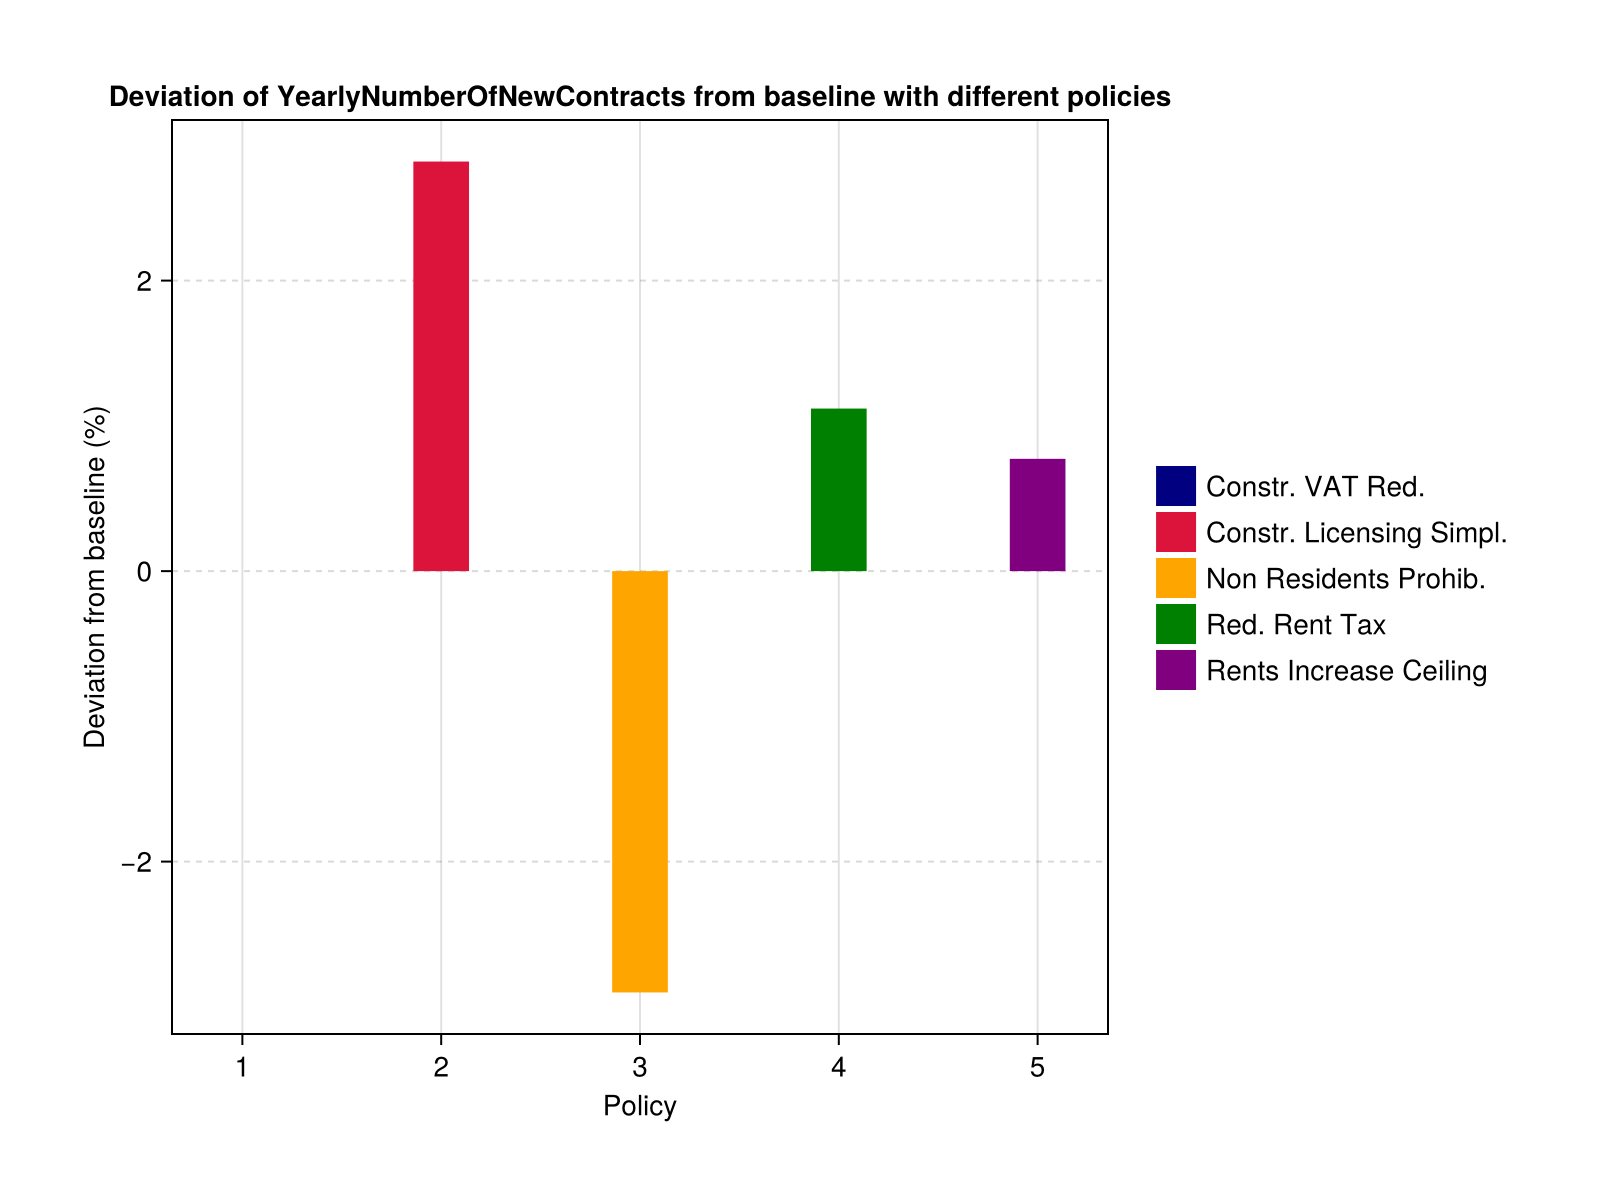 Deviation of YearlyNumberOfNewContracts from baseline with different policies
Deviation from baseline (%)
2
0
−2
1 2 3 4 5
Policy
Constr. VAT Red.
Constr. Licensing Simpl.
Non Residents Prohib.
Red. Rent Tax
Rents Increase Ceiling